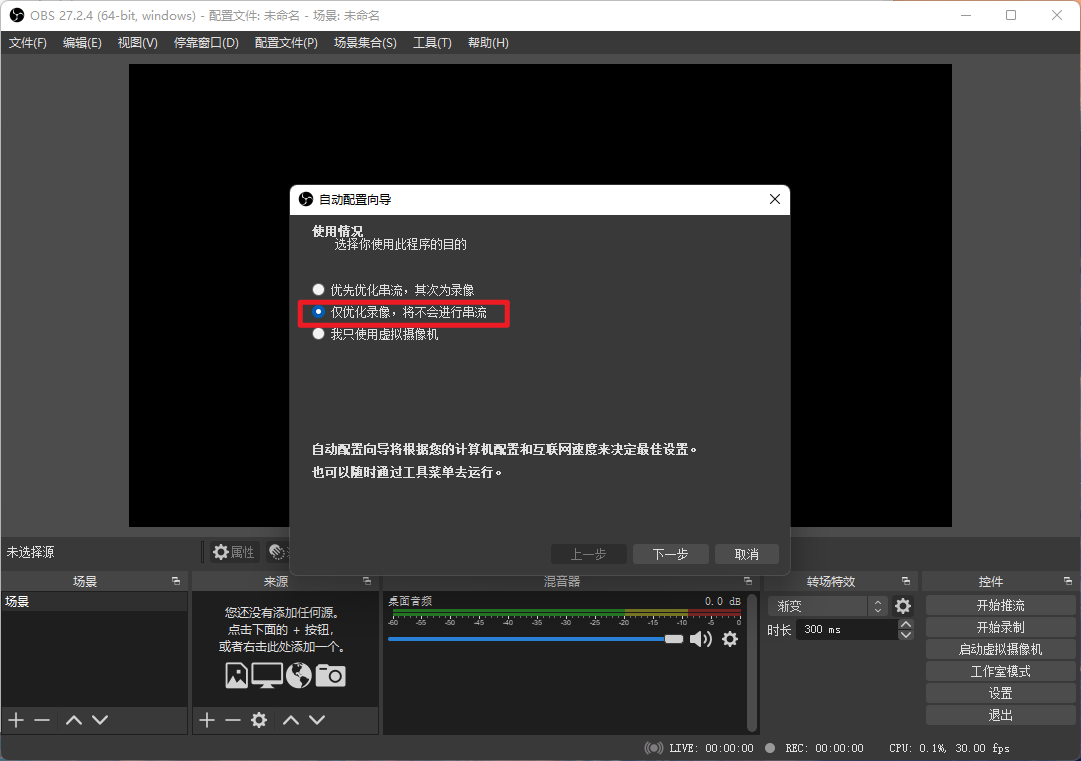 OBS 27.2.4 (64-bit, windows) - 配置文件: 未命名 - 场景: 未命名
文件(F) 编辑(E) 视图(V) 停靠窗口(D) 配置文件(P) 场景集合(S) 工具(T) 帮助(H)
自动配置向导
使用情况
选择你使用此程序的目的
优先优化串流，其次为录像
仅优化录像，将不会进行串流
我只使用虚拟摄像机
自动配置向导将根据您的计算机配置和互联网速度来决定最佳设置。
也可以随时通过工具菜单去运行。
上一步 下一步 取消
未选择源 属性
场景 来源 混音器 转场特效 控件
场景
您还没有添加任何源。
点击下面的 + 按钮，
或者右击此处添加一个。
桌面音频 0.0 dB
-60 -55 -50 -45 -40 -35 -30 -25 -20 -15 -10 -5 0
渐变
时长 300 ms
开始推流
开始录制
启动虚拟摄像机
工作室模式
设置
退出
LIVE: 00:00:00 REC: 00:00:00 CPU: 0.1%, 30.00 fps